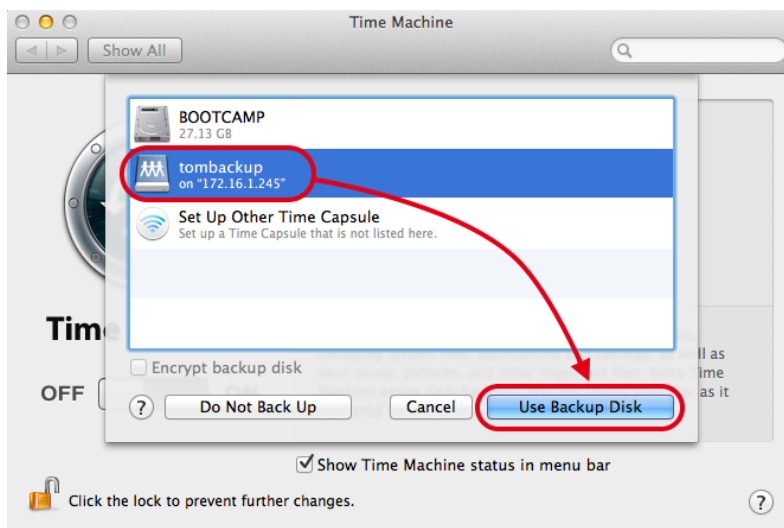 Time Machine
Show All
BOOTCAMP
27.13 GB
tombackup
on "172.16.1.245"
Set Up Other Time Capsule
Set up a Time Capsule that is not listed here.
Tim
ll as
Encrypt backup disk
ime
OFF
ON
as it
? Do Not Back Up Cancel Use Backup Disk
Show Time Machine status in menu bar
Click the lock to prevent further changes. ?